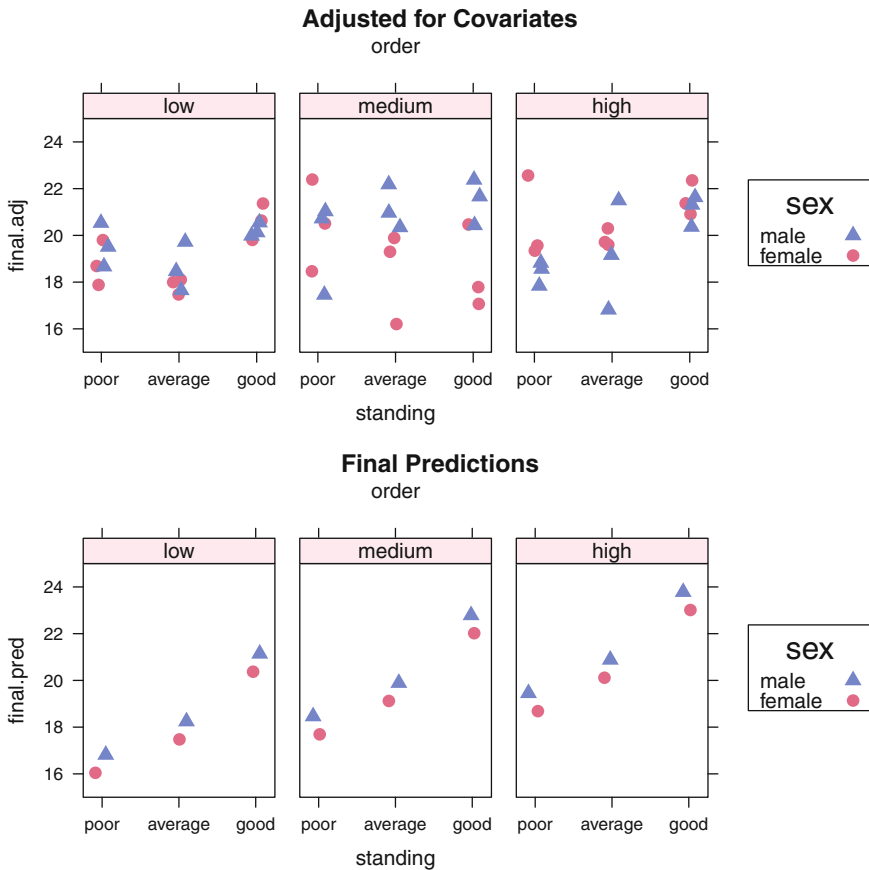 Adjusted for Covariates
order
low medium high
final.adj
24
22
20
18
16
poor average good poor average good poor average good
standing
sex
male
female
Final Predictions
order
low medium high
final.pred
24
22
20
18
16
poor average good poor average good poor average good
standing
sex
male
female